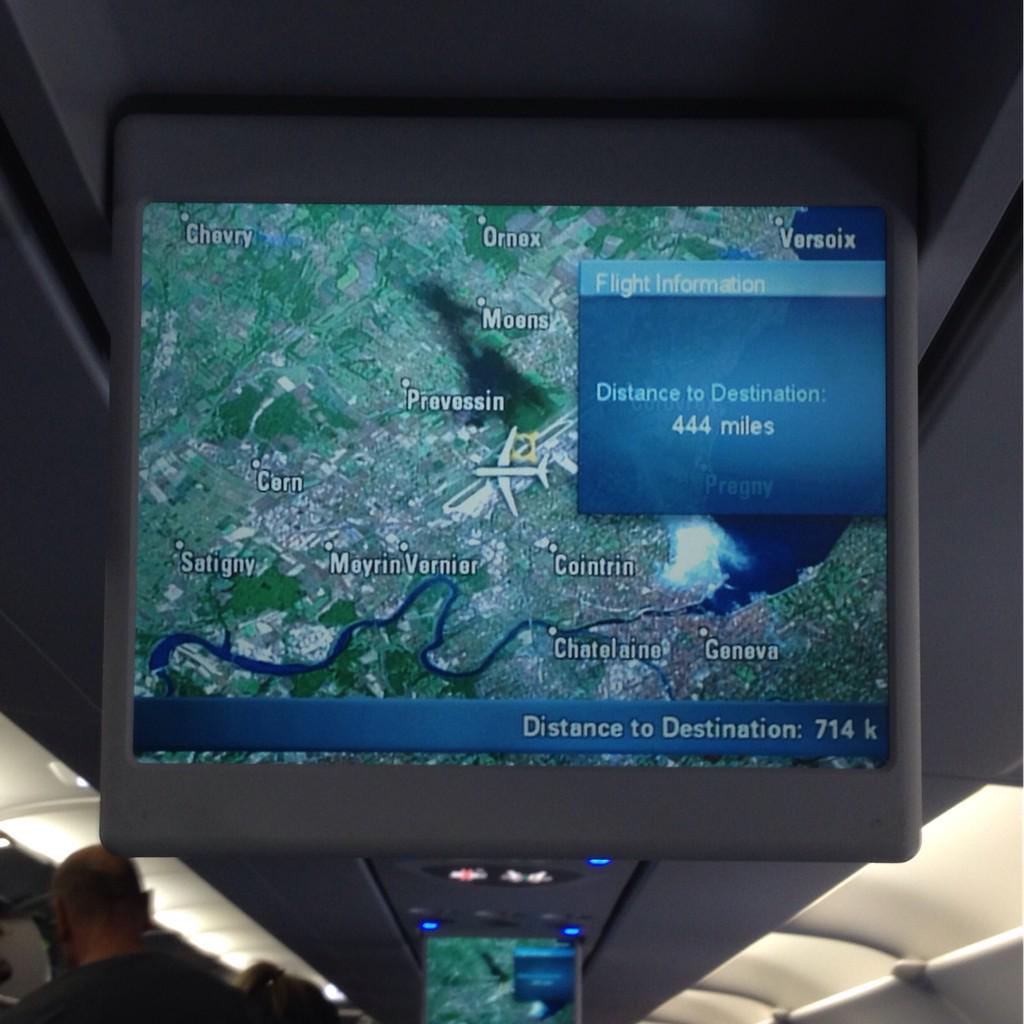 Chevry
Ornex
Versoix
Flight Information
Moens
Distance to Destination:
444 miles
Prevessin
Cern
Pregny
Satigny
Meyrin Vernier
Cointrin
Chatelaine
Geneva
Distance to Destination: 714 k